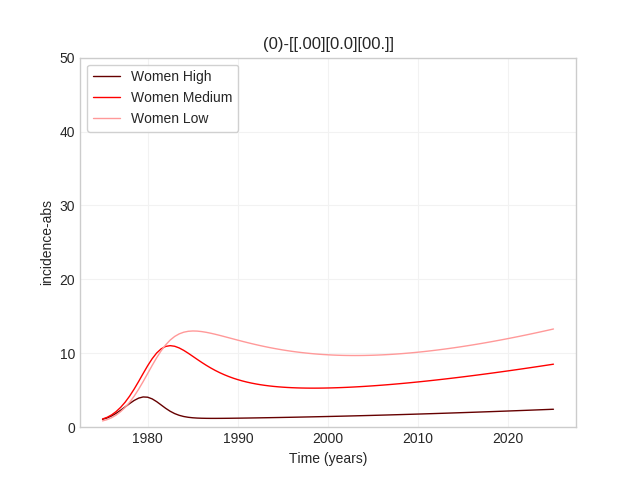 (0)-[[.00][0.0][00.]]
50
40
30
20
10
0
incidence-abs
Women High
Women Medium
Women Low
1980
1990
2000
2010
2020
Time (years)